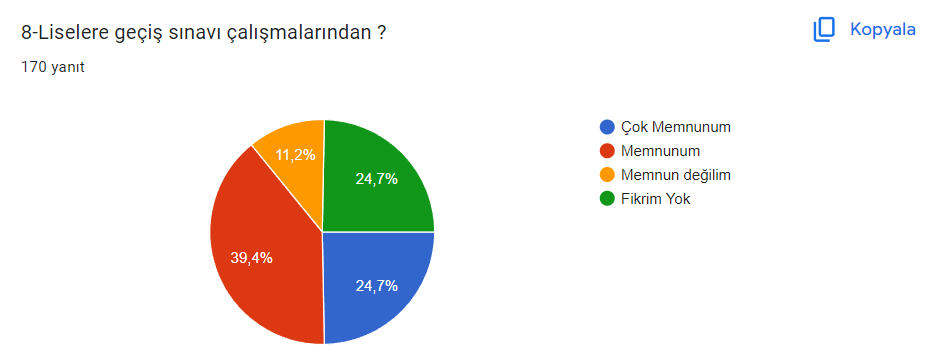 8-Liselere geçiş sınavı çalışmalarından ?
Kopyala
170 yanıt
Çok Memnunum
Memnunum
Memnun değilim
Fikrim Yok
11,2%
24,7%
39,4%
24,7%